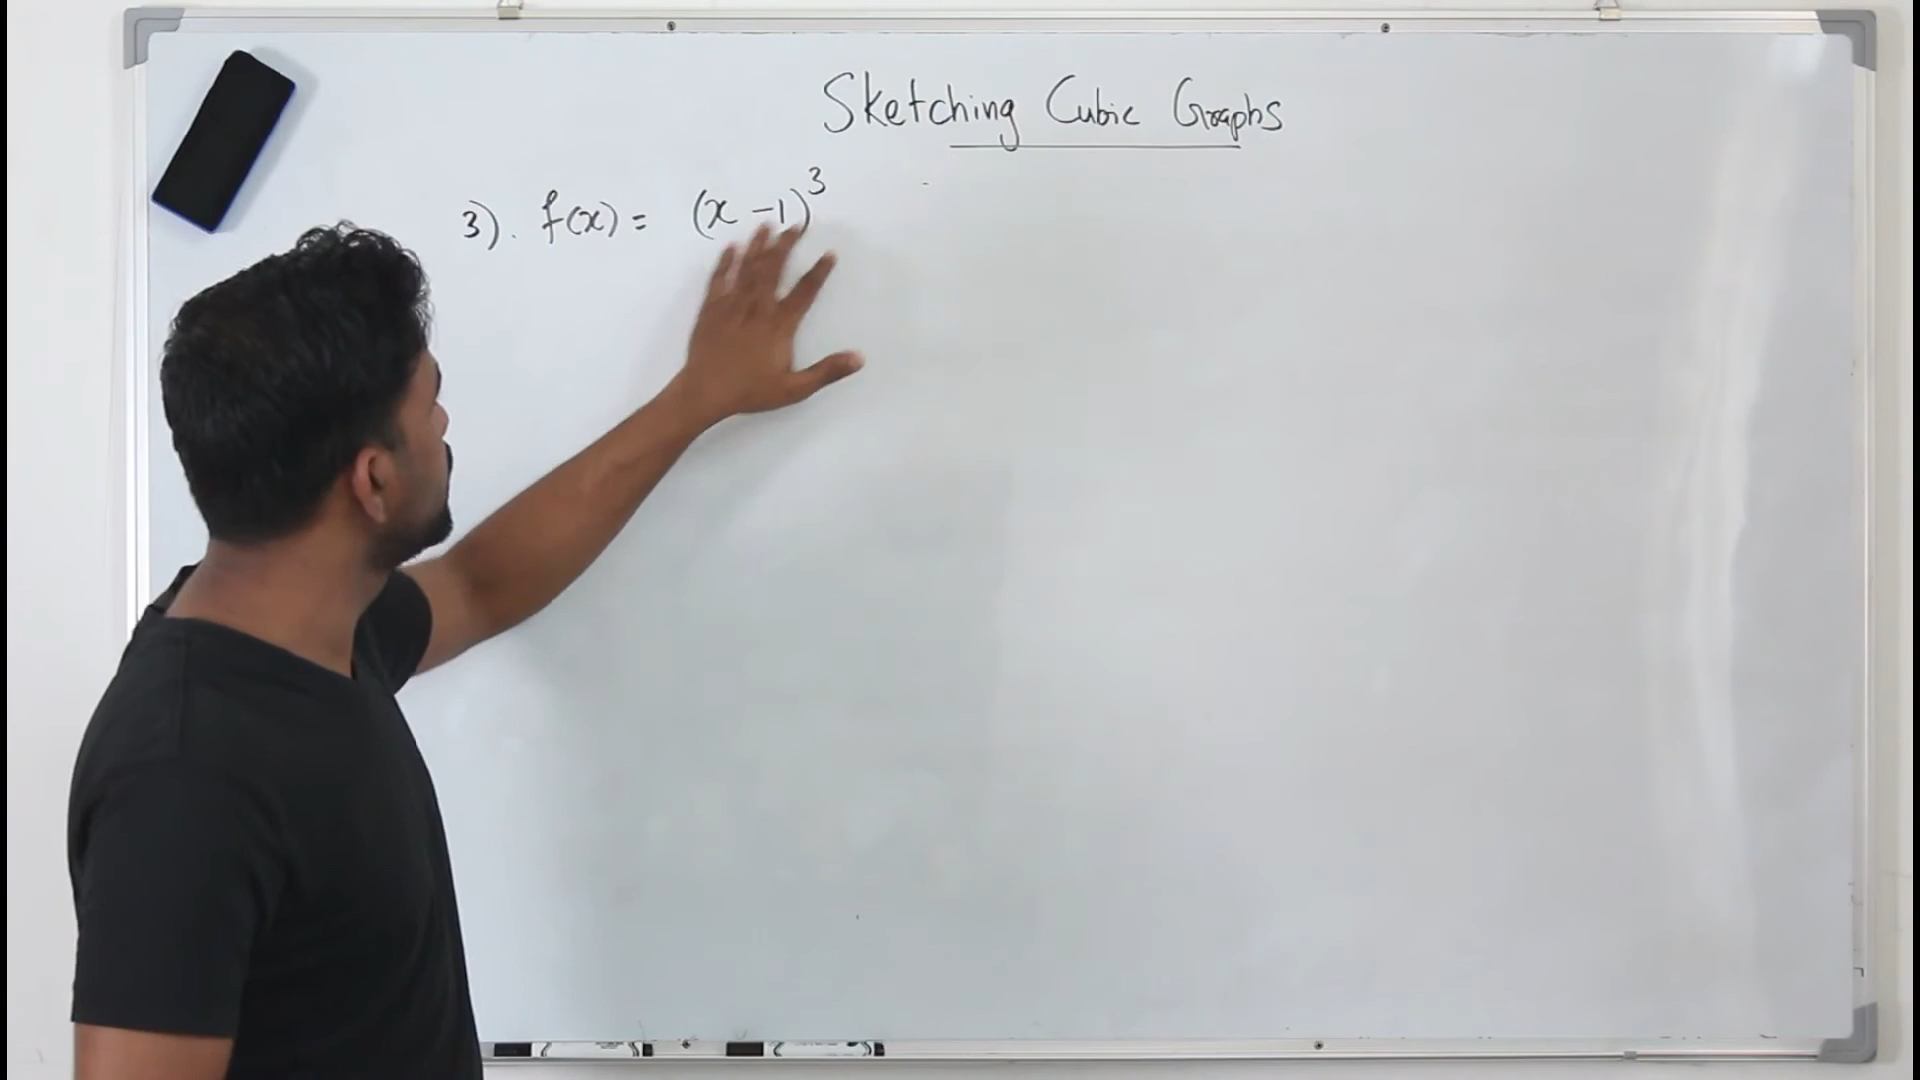 Sketching Cubic Graphs
3). f(x) = (x - 1)³